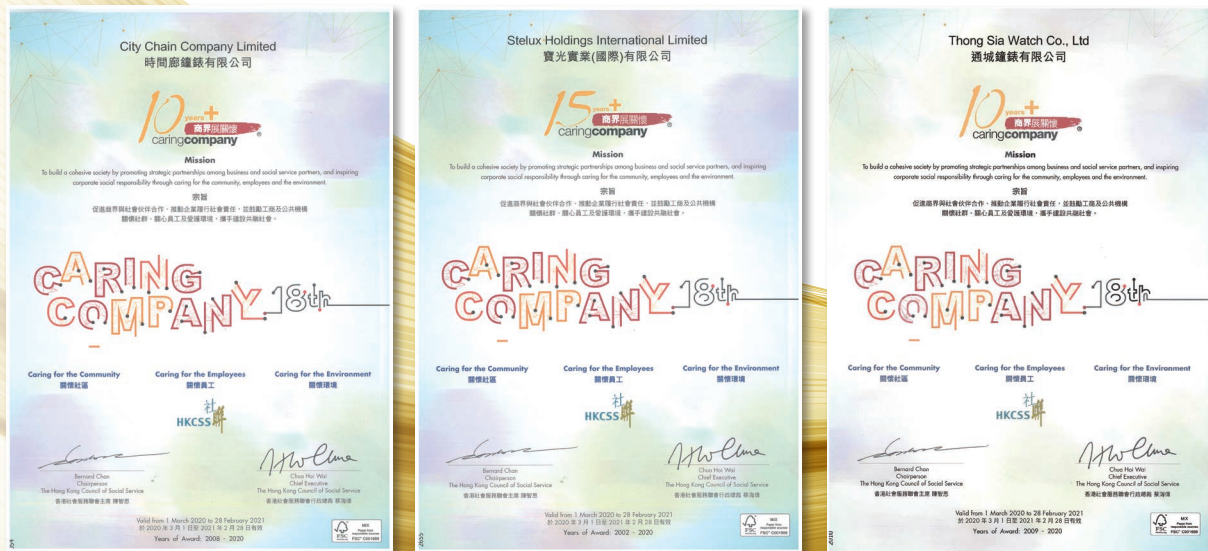 City Chain Company Limited
時間廊鐘錶有限公司
10 years+
商界展關懷
caringcompany®
Mission
To build a cohesive society by promoting strategic partnerships among business and social service partners, and inspiring
corporate social responsibility through caring for the community, employees and the environment.
宗旨
促進商界與社會伙伴合作,推動企業履行社會責任,並鼓勵工商及公共機構
關懷社群、關心員工及愛護環境,攜手建設共融社會。
CARING
COMPANY 18th
Caring for the Community Caring for the Employees Caring for the Environment
關懷社區 關懷員工 關懷環境
社聯
HKCSS
Bernard Chan
Chairperson
The Hong Kong Council of Social Service
香港社會服務聯會主席 陳智思
Chua Hoi Wai
Chief Executive
The Hong Kong Council of Social Service
香港社會服務聯會行政總裁 蔡海偉
Valid from 1 March 2020 to 28 February 2021
於 2020 年 3 月 1 日至 2021 年 2 月 28 日有效
Years of Award: 2008 - 2020
FSC
MIX
Paper from
responsible sources
FSC® C001899
Stelux Holdings International Limited
寶光實業(國際)有限公司
15 years+
商界展關懷
caringcompany®
Mission
To build a cohesive society by promoting strategic partnerships among business and social service partners, and inspiring
corporate social responsibility through caring for the community, employees and the environment.
宗旨
促進商界與社會伙伴合作,推動企業履行社會責任,並鼓勵工商及公共機構
關懷社群、關心員工及愛護環境,攜手建設共融社會。
CARING
COMPANY 18th
Caring for the Community Caring for the Employees Caring for the Environment
關懷社區 關懷員工 關懷環境
社聯
HKCSS
Bernard Chan
Chairperson
The Hong Kong Council of Social Service
香港社會服務聯會主席 陳智思
Chua Hoi Wai
Chief Executive
The Hong Kong Council of Social Service
香港社會服務聯會行政總裁 蔡海偉
Valid from 1 March 2020 to 28 February 2021
於 2020 年 3 月 1 日至 2021 年 2 月 28 日有效
Years of Award: 2002 - 2020
FSC
MIX
Paper from
responsible sources
FSC® C001899
Thong Sia Watch Co., Ltd
通城鐘錶有限公司
10 years+
商界展關懷
caringcompany®
Mission
To build a cohesive society by promoting strategic partnerships among business and social service partners, and inspiring
corporate social responsibility through caring for the community, employees and the environment.
宗旨
促進商界與社會伙伴合作,推動企業履行社會責任,並鼓勵工商及公共機構
關懷社群、關心員工及愛護環境,攜手建設共融社會。
CARING
COMPANY 18th
Caring for the Community Caring for the Employees Caring for the Environment
關懷社區 關懷員工 關懷環境
社聯
HKCSS
Bernard Chan
Chairperson
The Hong Kong Council of Social Service
香港社會服務聯會主席 陳智思
Chua Hoi Wai
Chief Executive
The Hong Kong Council of Social Service
香港社會服務聯會行政總裁 蔡海偉
Valid from 1 March 2020 to 28 February 2021
於 2020 年 3 月 1 日至 2021 年 2 月 28 日有效
Years of Award: 2009 - 2020
FSC
MIX
Paper from
responsible sources
FSC® C001899